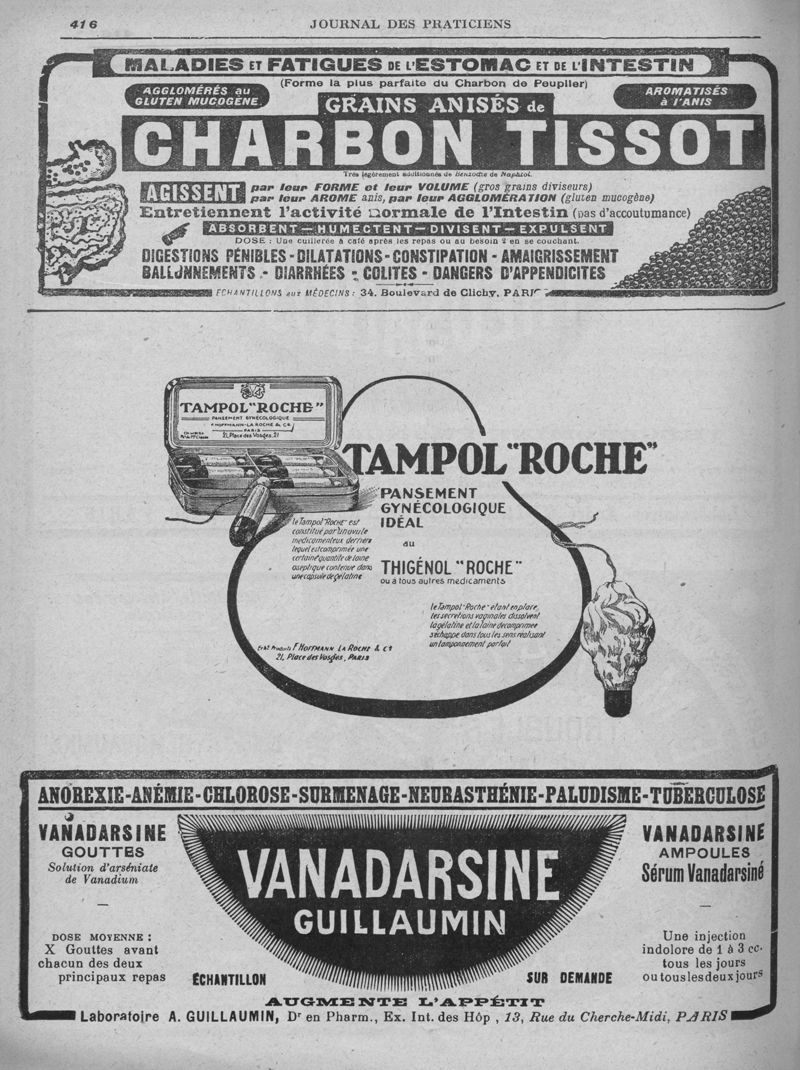 416
JOURNAL DES PRATICIENS
MALADIES ET FATIGUES DE L'ESTOMAC ET DE L'INTESTIN
(Forme la plus parfaite du Charbon de Peuplier)
AGGLOMÉRÉS au
GLUTEN MUCOGÈNE.
AROMATISÉS
à l'ANIS
GRAINS ANISÉS de
CHARBON TISSOT
Très légèrement additionnés de Benzoate de Naphtol.
AGISSENT
par leur FORME et leur VOLUME (gros grains diviseurs)
par leur AROME anis, par leur AGGLOMÉRATION (gluten mucogène)
Entretiennent l'activité normale de l'Intestin (pas d'accoutumance)
ABSORBENT — HUMECTENT — DIVISENT — EXPULSENT
DOSE : Une cuillerée à café après les repas ou au besoin 2 en se couchant.
DIGESTIONS PÉNIBLES - DILATATIONS - CONSTIPATION - AMAIGRISSEMENT
BALLONNEMENTS - DIARRHÉES - COLITES - DANGERS D'APPENDICITES
ECHANTILLONS aux MÉDECINS : 34, Boulevard de Clichy, PARIS
TAMPOL "ROCHE"
PANSEMENT GYNÉCOLOGIQUE
F. HOFFMANN-LA ROCHE & Cie
PARIS
21, Place des Vosges, 21
TAMPOL "ROCHE"
PANSEMENT
GYNÉCOLOGIQUE
IDÉAL
au
THIGÉNOL "ROCHE"
ou à tous autres médicaments
le Tampol "Roche" est
constitué par un ovule
médicamenteux derrière
lequel est comprimée une
certaine quantité de laine
aseptique contenue dans
une capsule de gélatine
le Tampol "Roche" étant en place,
les sécrétions vaginales dissolvent
la gélatine et la laine décomprimée
s'échappe dans tous les sens réalisant
un tamponnement parfait
Echt. Produits F. HOFFMANN LA ROCHE & Co
21, Place des Vosges, PARIS
ANOREXIE-ANÉMIE-CHLOROSE-SURMENAGE-NEURASTHÉNIE-PALUDISME-TUBERCULOSE
VANADARSINE
GOUTTES
Solution d'arséniate
de Vanadium
—
DOSE MOYENNE :
X Gouttes avant
chacun des deux
principaux repas
VANADARSINE
GUILLAUMIN
ÉCHANTILLON
SUR DEMANDE
VANADARSINE
AMPOULES
Sérum Vanadarsiné
—
Une injection
indolore de 1 à 3 cc.
tous les jours
ou tous les deux jours
AUGMENTE L'APPÉTIT
Laboratoire A. GUILLAUMIN, Dr en Pharm., Ex. Int. des Hôp, 13, Rue du Cherche-Midi, PARIS